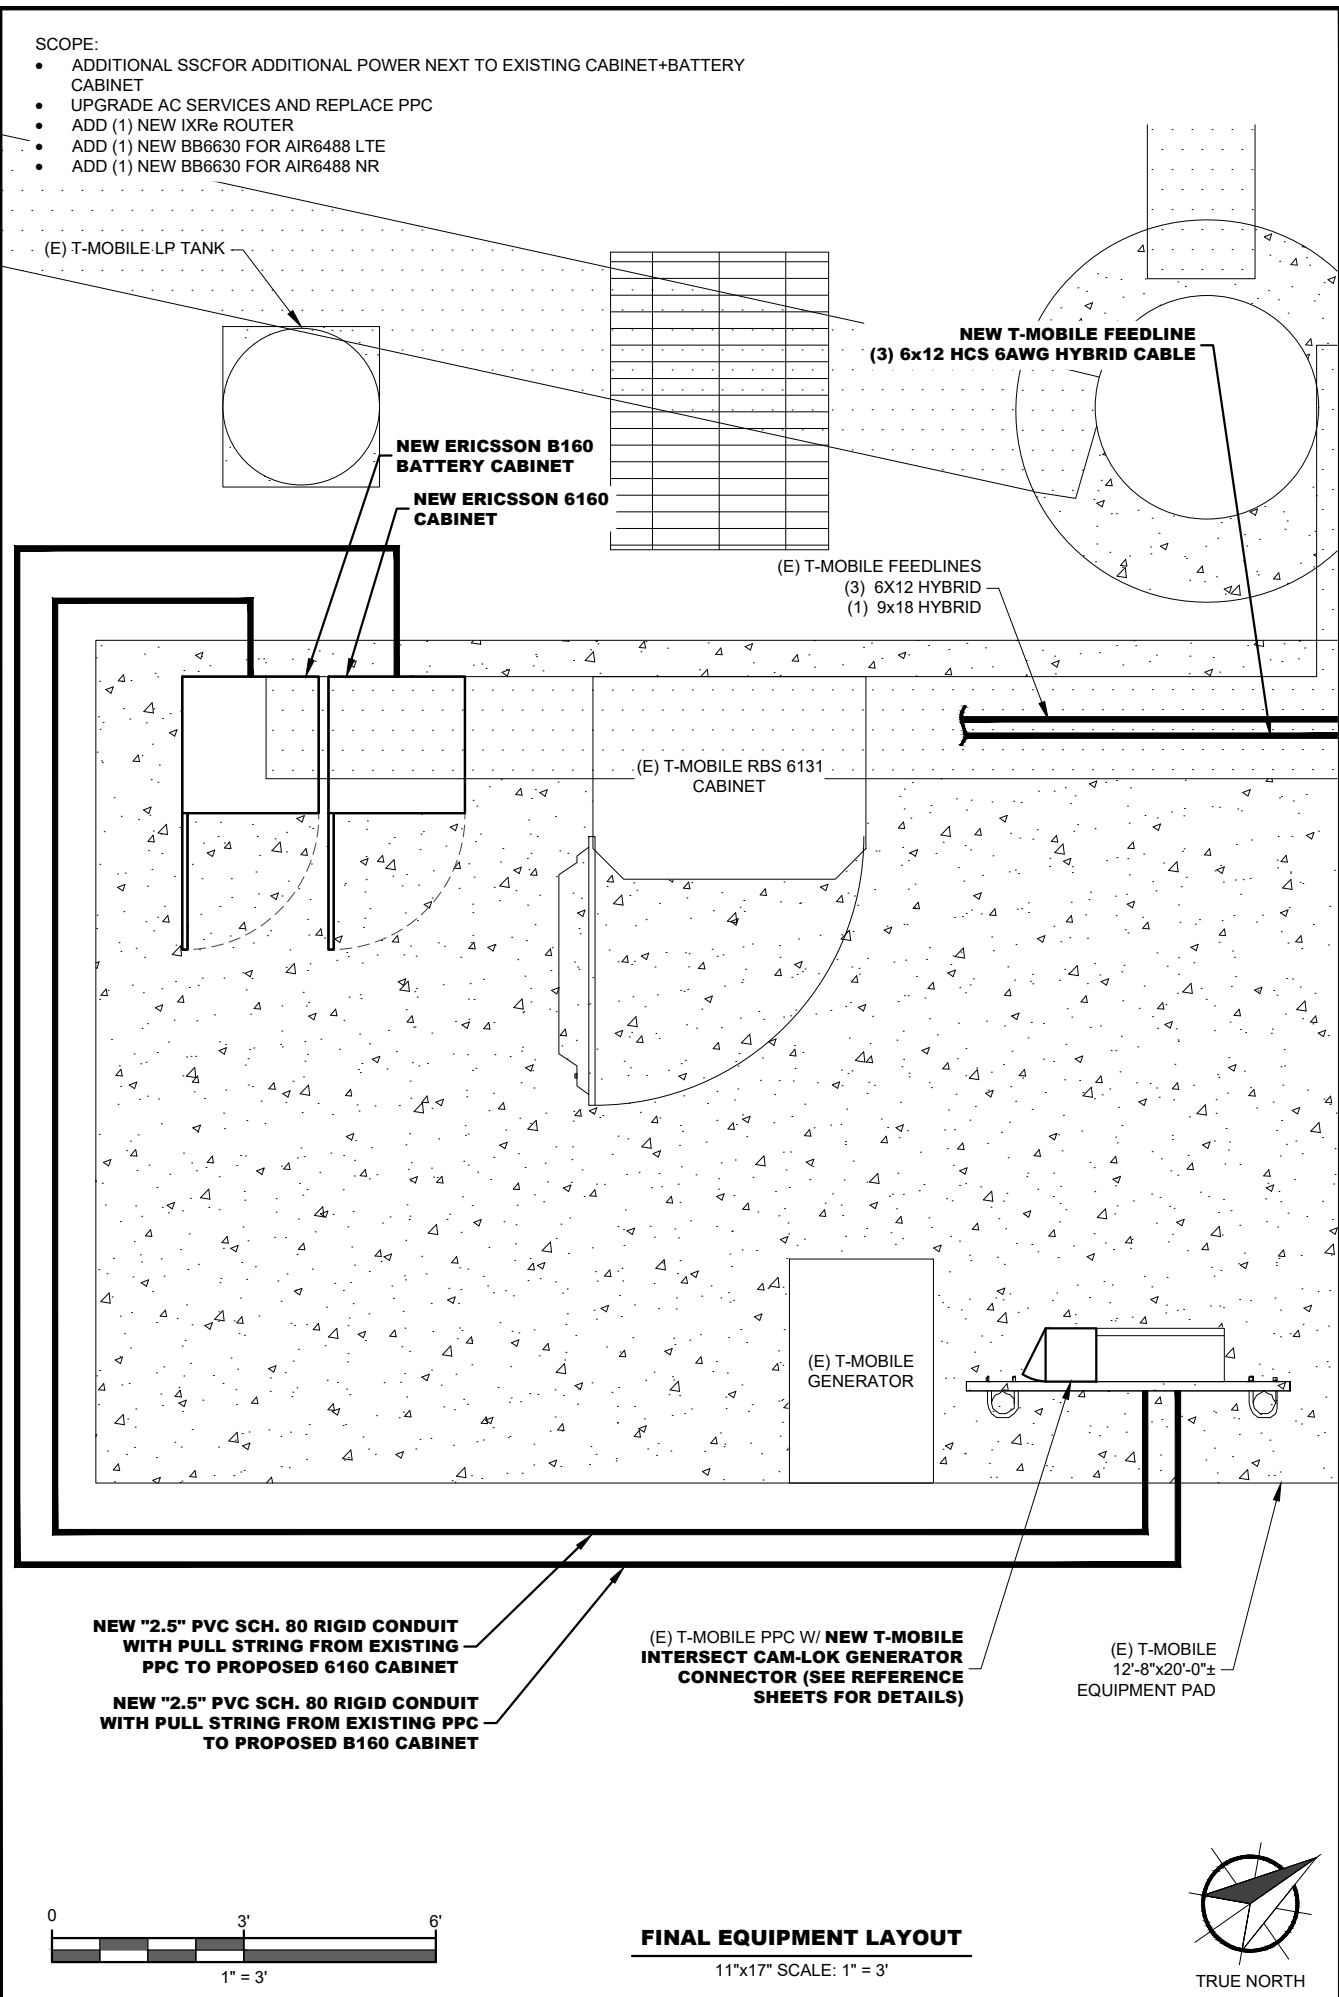 SCOPE:
• ADDITIONAL SSCFOR ADDITIONAL POWER NEXT TO EXISTING CABINET+BATTERY
CABINET
• UPGRADE AC SERVICES AND REPLACE PPC
• ADD (1) NEW IXRe ROUTER
• ADD (1) NEW BB6630 FOR AIR6488 LTE
• ADD (1) NEW BB6630 FOR AIR6488 NR
(E) T-MOBILE LP TANK
NEW T-MOBILE FEEDLINE
(3) 6x12 HCS 6AWG HYBRID CABLE
NEW ERICSSON B160
BATTERY CABINET
NEW ERICSSON 6160
CABINET
(E) T-MOBILE FEEDLINES
(3) 6X12 HYBRID
(1) 9x18 HYBRID
(E) T-MOBILE RBS 6131
CABINET
(E) T-MOBILE
GENERATOR
NEW "2.5" PVC SCH. 80 RIGID CONDUIT
WITH PULL STRING FROM EXISTING
PPC TO PROPOSED 6160 CABINET
NEW "2.5" PVC SCH. 80 RIGID CONDUIT
WITH PULL STRING FROM EXISTING PPC
TO PROPOSED B160 CABINET
(E) T-MOBILE PPC W/ NEW T-MOBILE
INTERSECT CAM-LOK GENERATOR
CONNECTOR (SEE REFERENCE
SHEETS FOR DETAILS)
(E) T-MOBILE
12'-8"x20'-0"±
EQUIPMENT PAD
0 3' 6'
1" = 3'
FINAL EQUIPMENT LAYOUT
11"x17" SCALE: 1" = 3'
TRUE NORTH